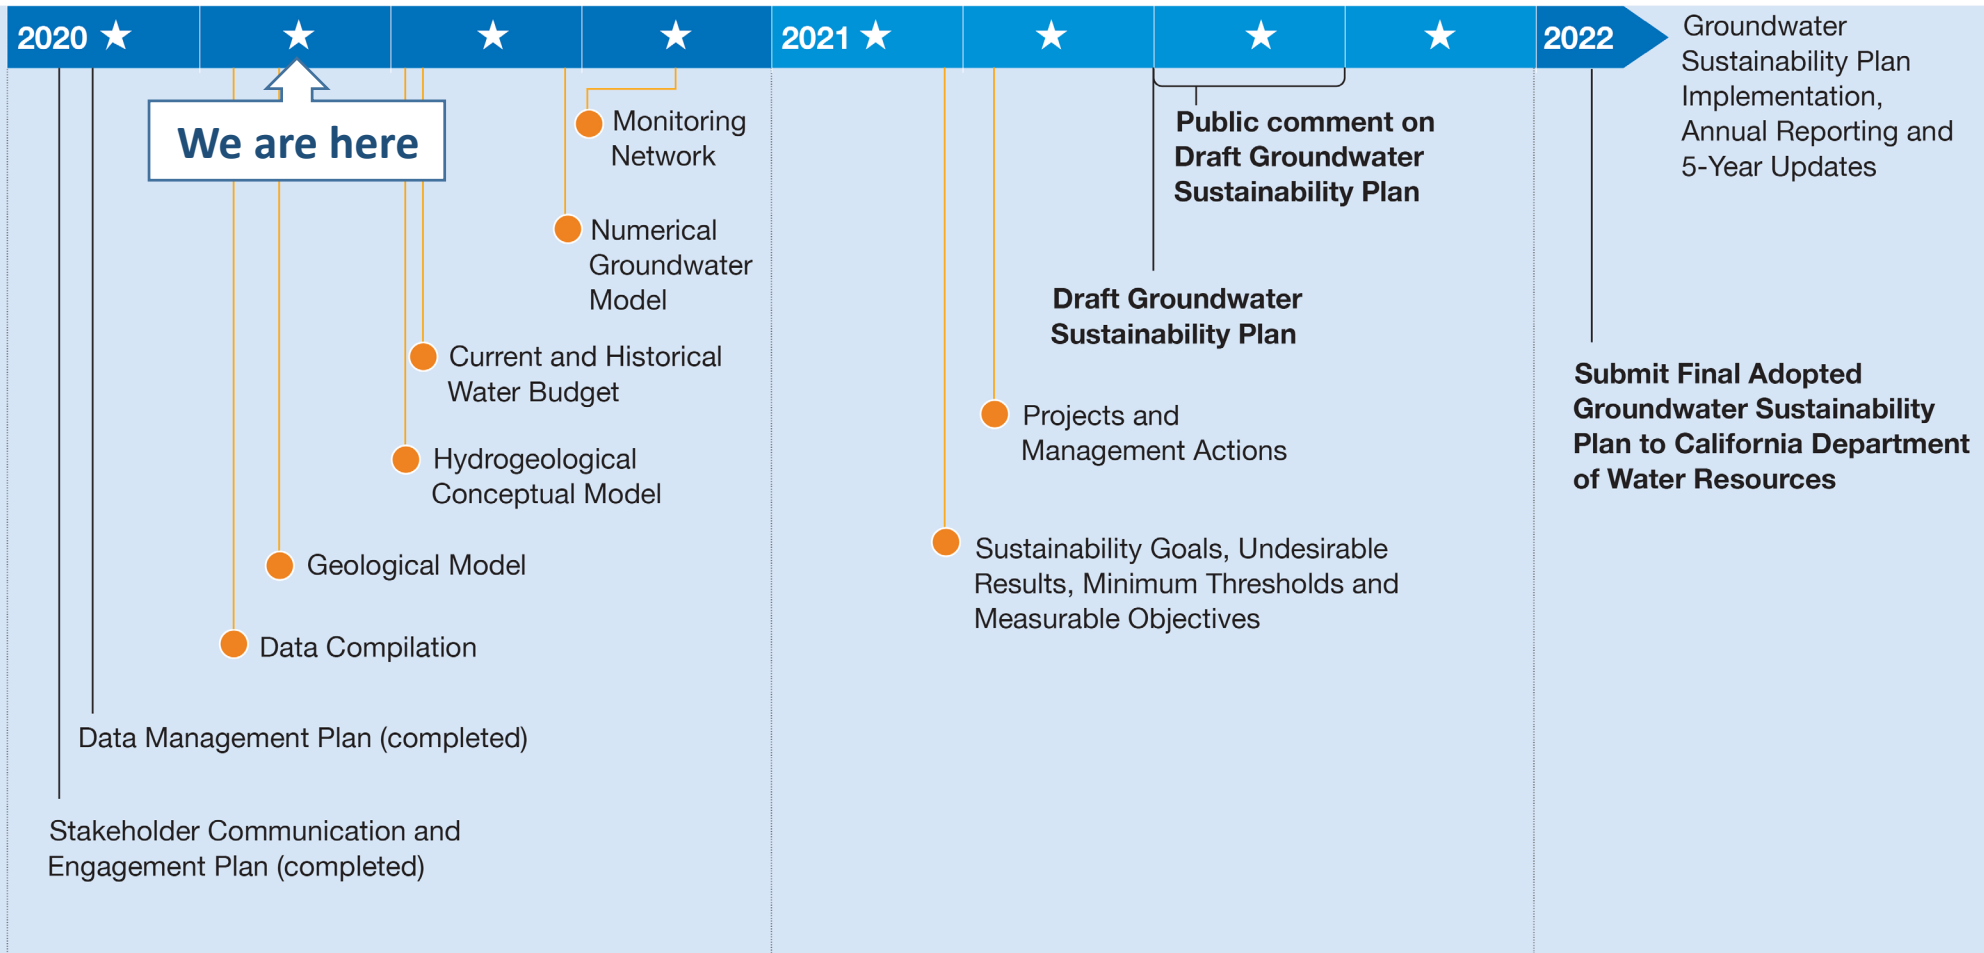 2020
2021
2022
Groundwater
Sustainability Plan
Implementation,
Annual Reporting and
5-Year Updates
We are here
Monitoring
Network
Numerical
Groundwater
Model
Current and Historical
Water Budget
Hydrogeological
Conceptual Model
Geological Model
Data Compilation
Data Management Plan (completed)
Stakeholder Communication and
Engagement Plan (completed)
Public comment on
Draft Groundwater
Sustainability Plan
Draft Groundwater
Sustainability Plan
Projects and
Management Actions
Sustainability Goals, Undesirable
Results, Minimum Thresholds and
Measurable Objectives
Submit Final Adopted
Groundwater Sustainability
Plan to California Department
of Water Resources